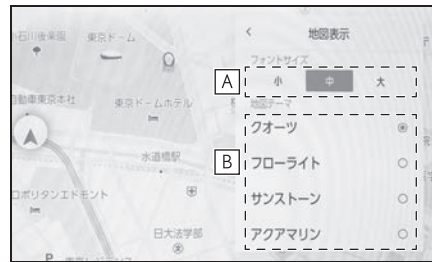 石川後楽園
東京ドーム
自動車東京本社
東京ドームホテル
水道橋駅
ロポリタンエドモント
日大法学部
P
地図表示
フォントサイズ
A
小 中 大
地図テーマ
B
クオーツ
フローライト
サンストーン
アクアマリン